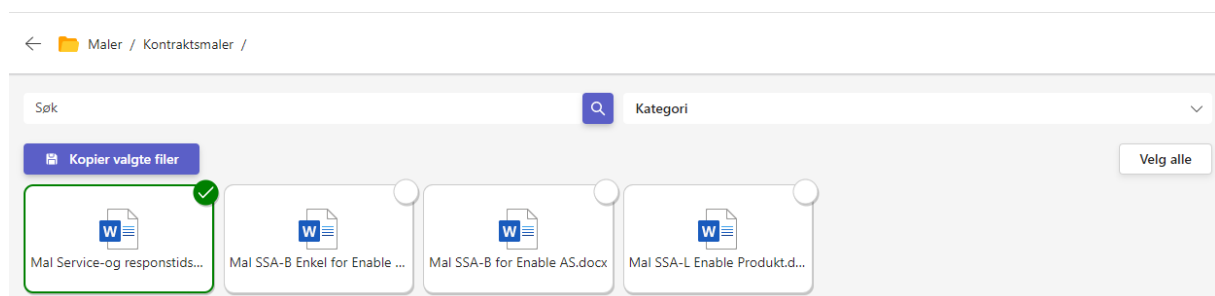 Maler / Kontraktsmaler /
Søk
Kategori
Kopier valgte filer
Velg alle
Mal Service-og responstids...
Mal SSA-B Enkel for Enable ...
Mal SSA-B for Enable AS.docx
Mal SSA-L Enable Produkt.d...